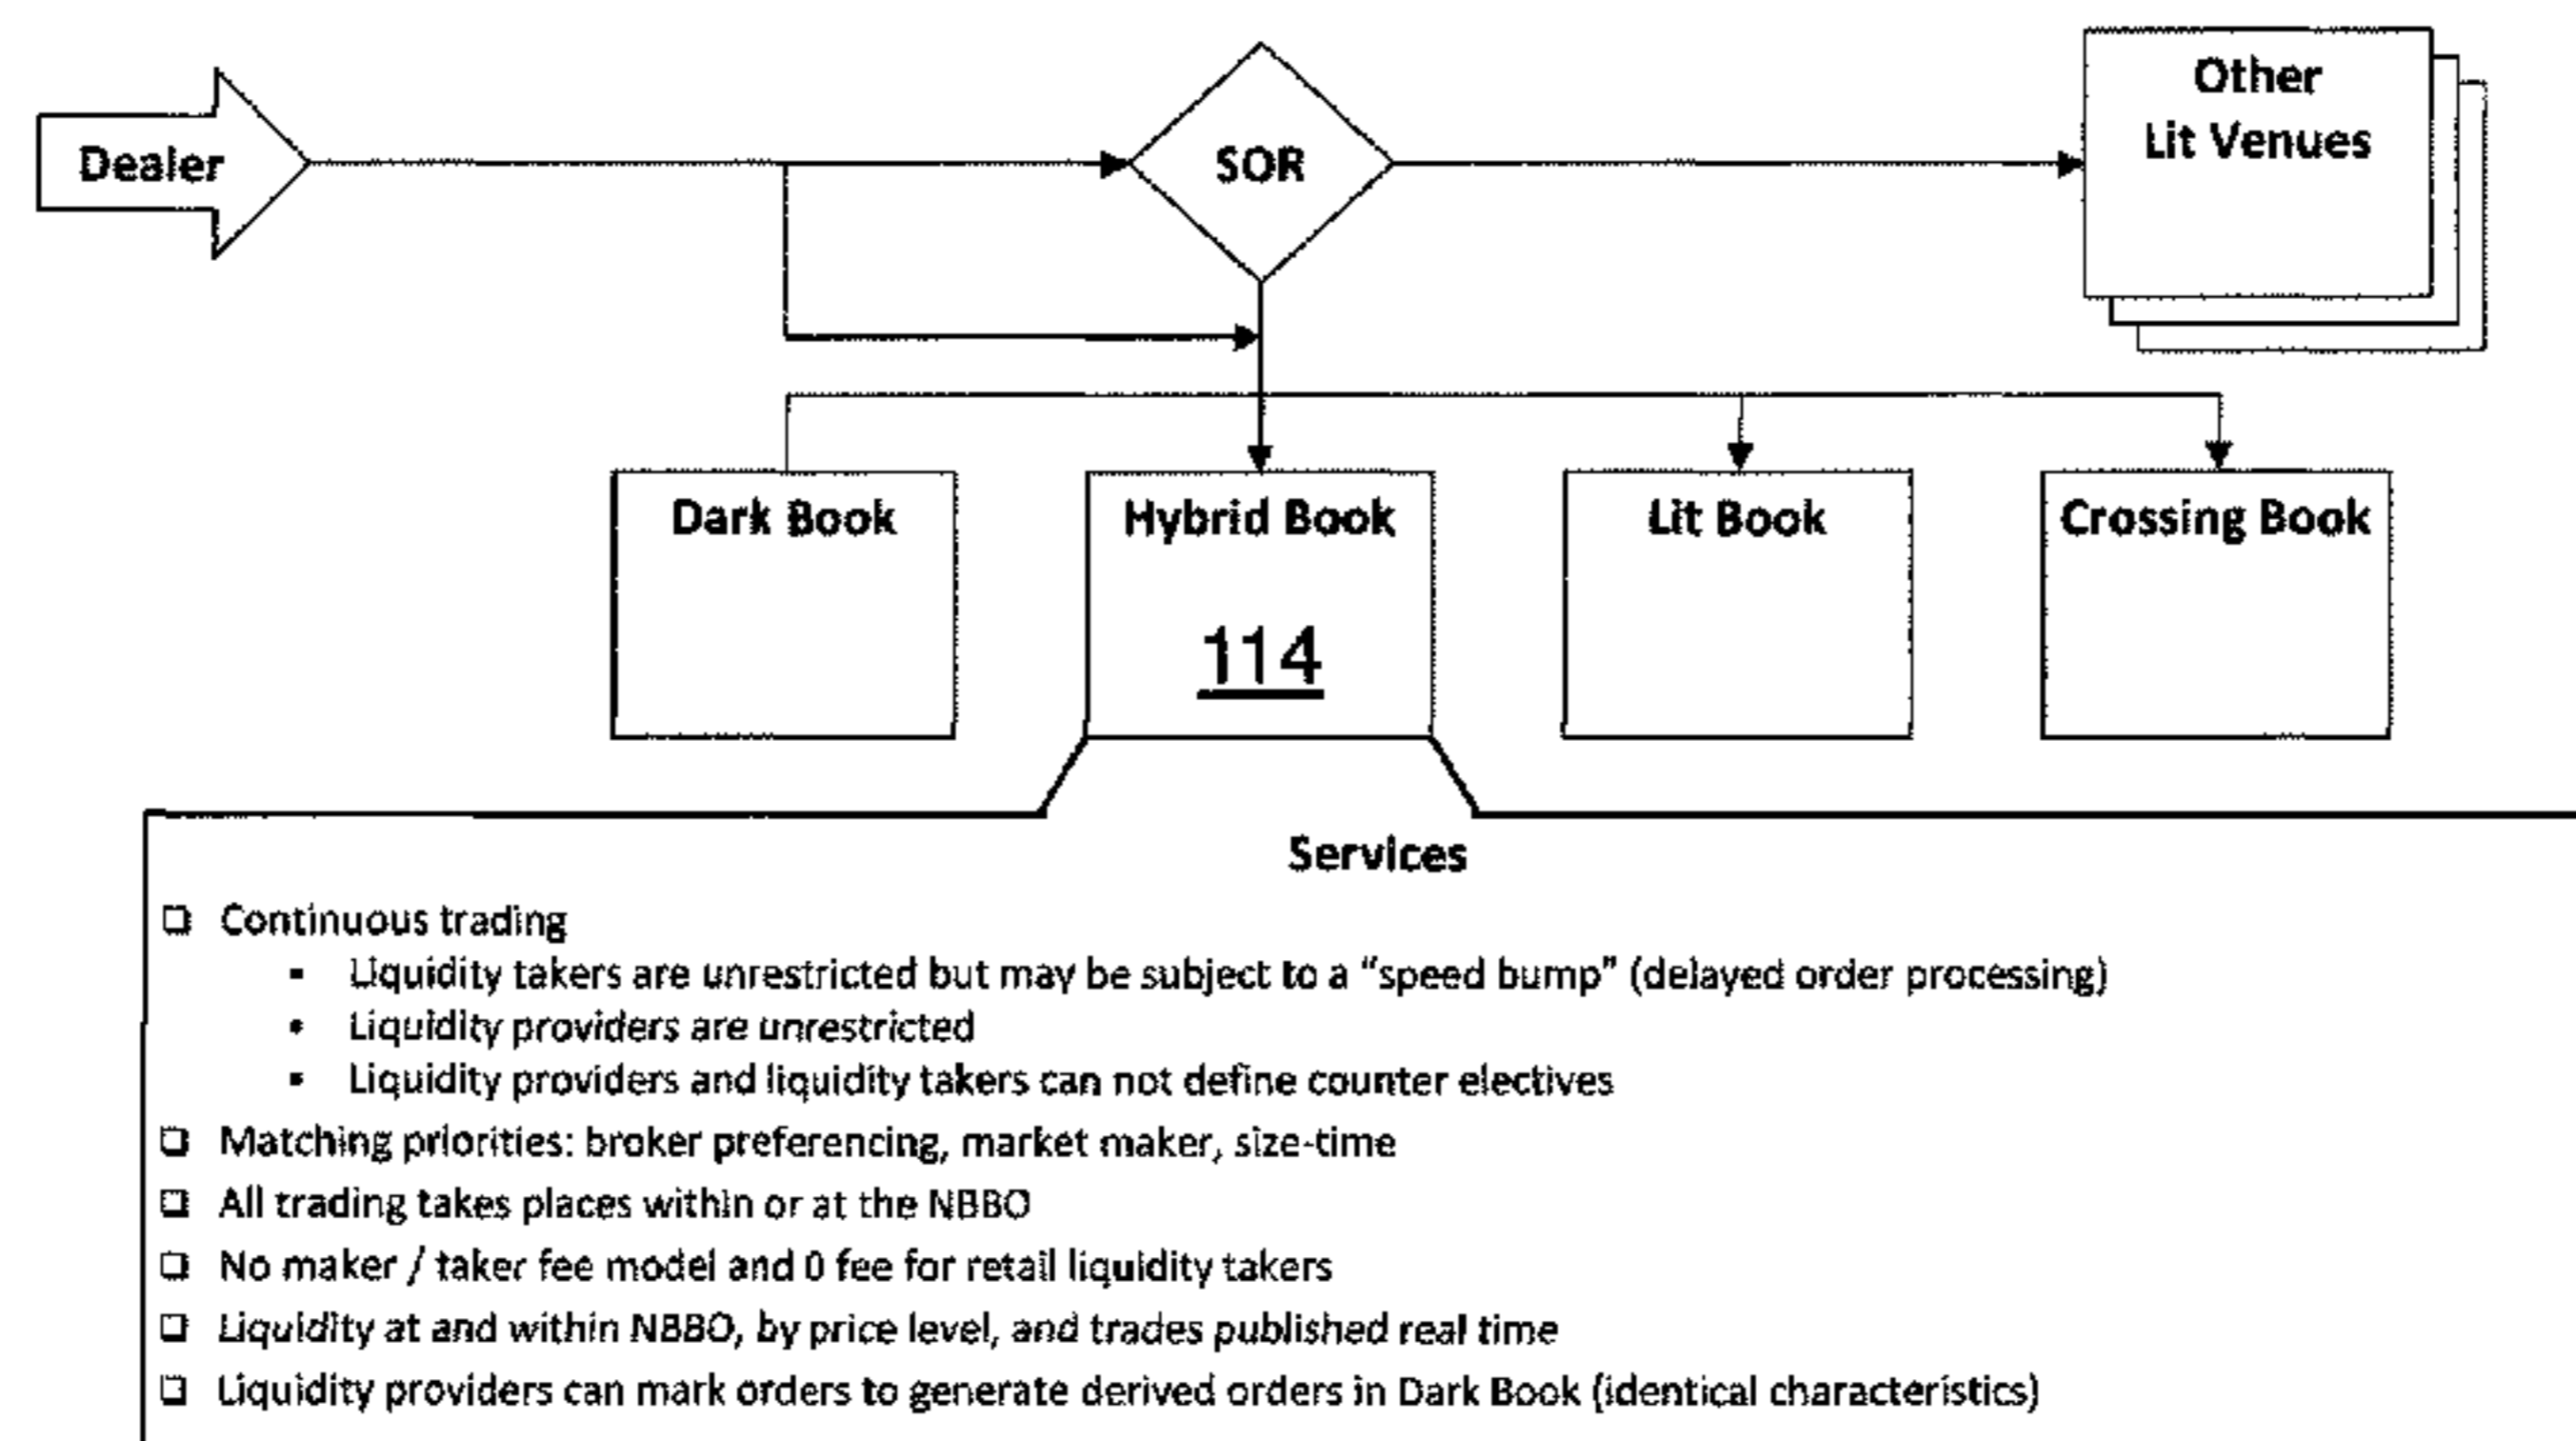 Dealer
SOR
Other
Lit Venues
Dark Book
Hybrid Book
114
Lit Book
Crossing Book
Services
Continuous trading
Liquidity takers are unrestricted but may be subject to a “speed bump” (delayed order processing)
Liquidity providers are unrestricted
Liquidity providers and liquidity takers can not define counter electives
Matching priorities: broker preferencing, market maker, size-time
All trading takes places within or at the NBBO
No maker / taker fee model and 0 fee for retail liquidity takers
Liquidity at and within NBBO, by price level, and trades published real time
Liquidity providers can mark orders to generate derived orders in Dark Book (identical characteristics)